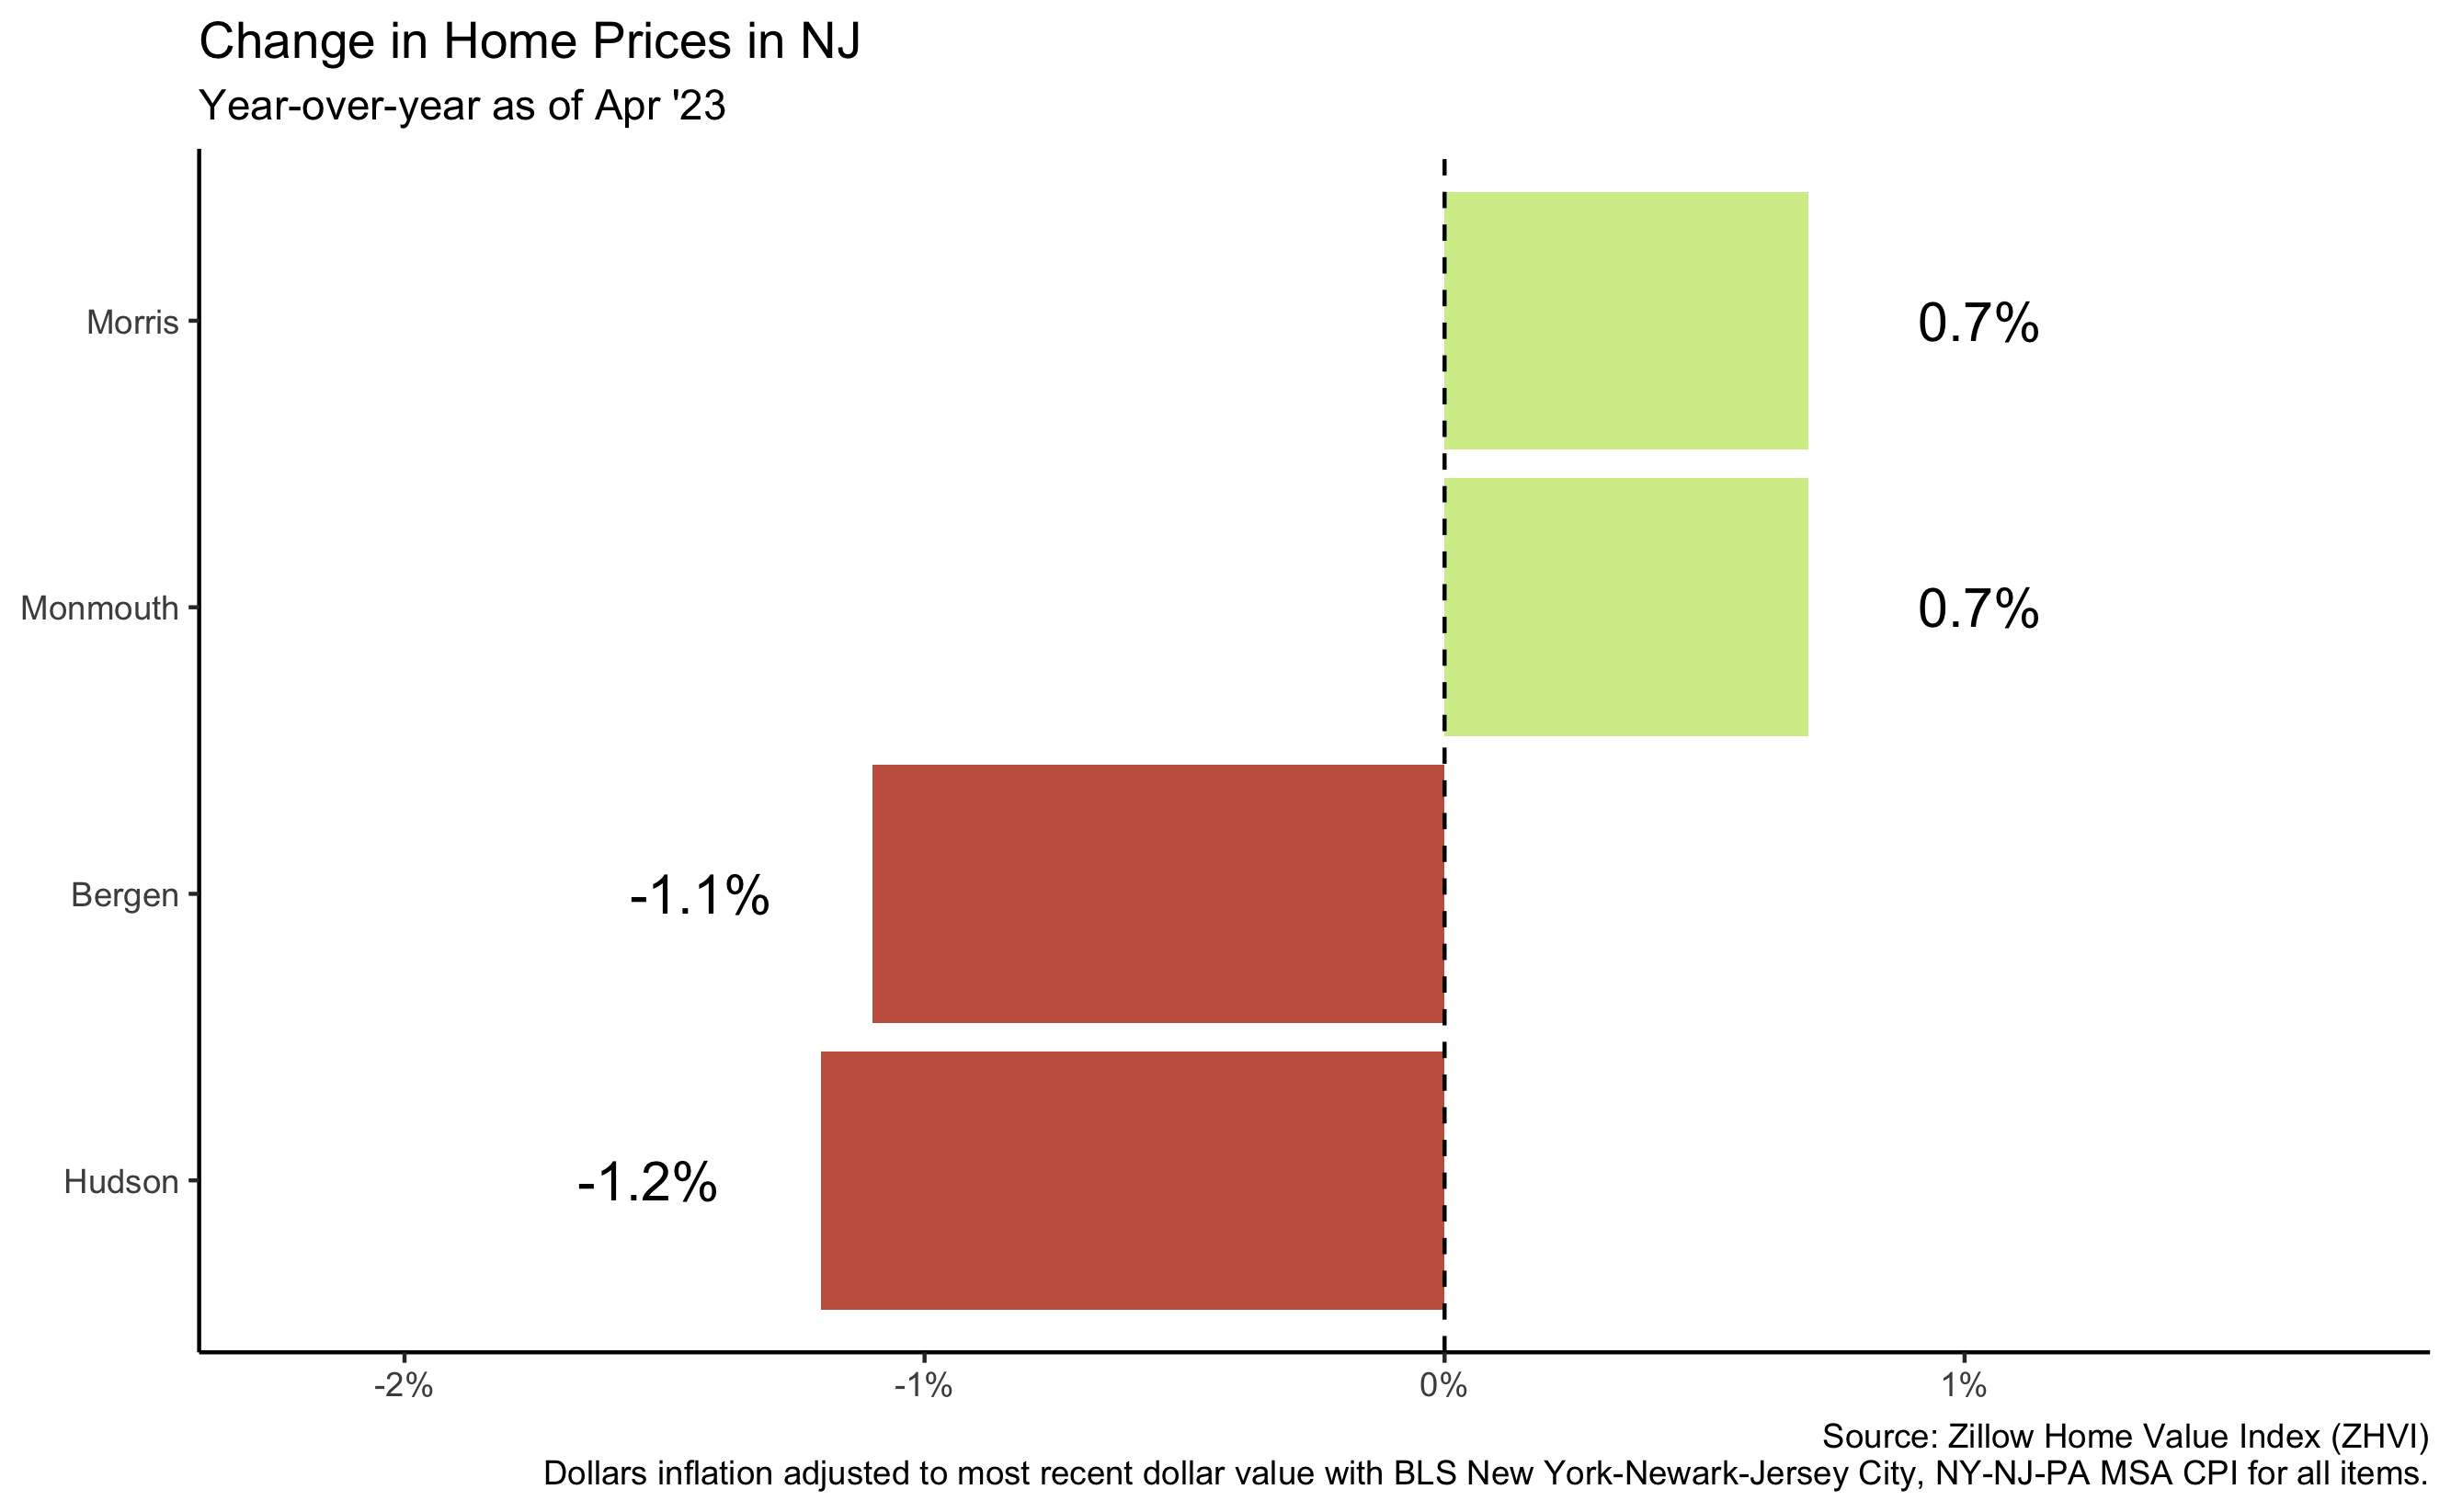 Change in Home Prices in NJ
Year-over-year as of Apr '23
Morris
0.7%
Monmouth
0.7%
Bergen
-1.1%
Hudson
-1.2%
-2%
-1%
0%
1%
Source: Zillow Home Value Index (ZHVI)
Dollars inflation adjusted to most recent dollar value with BLS New York-Newark-Jersey City, NY-NJ-PA MSA CPI for all items.